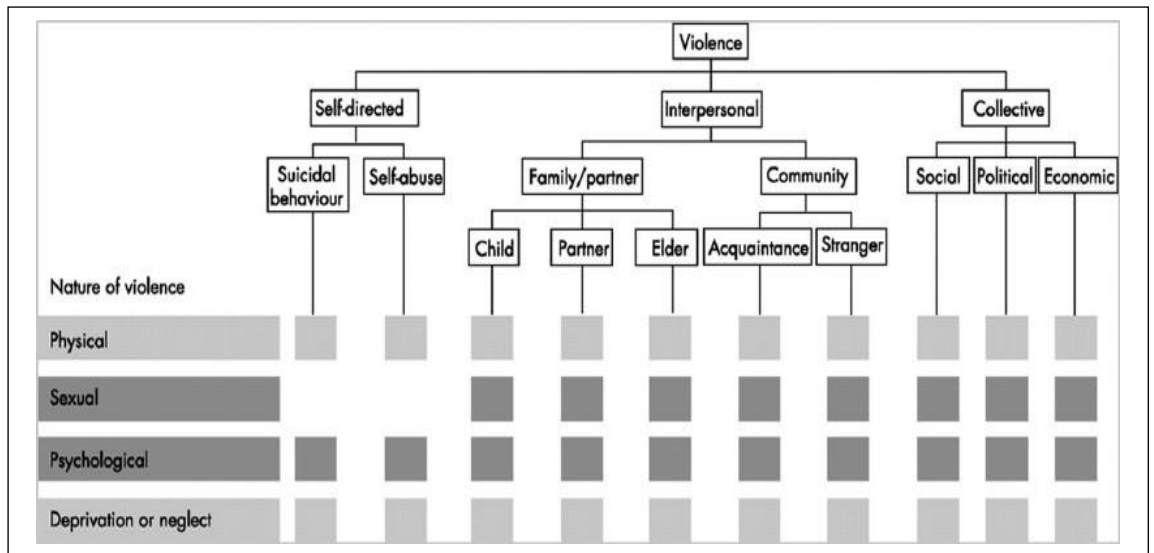 Violence
Self-directed
Interpersonal
Collective
Suicidal
behaviour
Self-abuse
Family/partner
Community
Social
Political
Economic
Child
Partner
Elder
Acquaintance
Stranger
Nature of violence
Physical
Sexual
Psychological
Deprivation or neglect